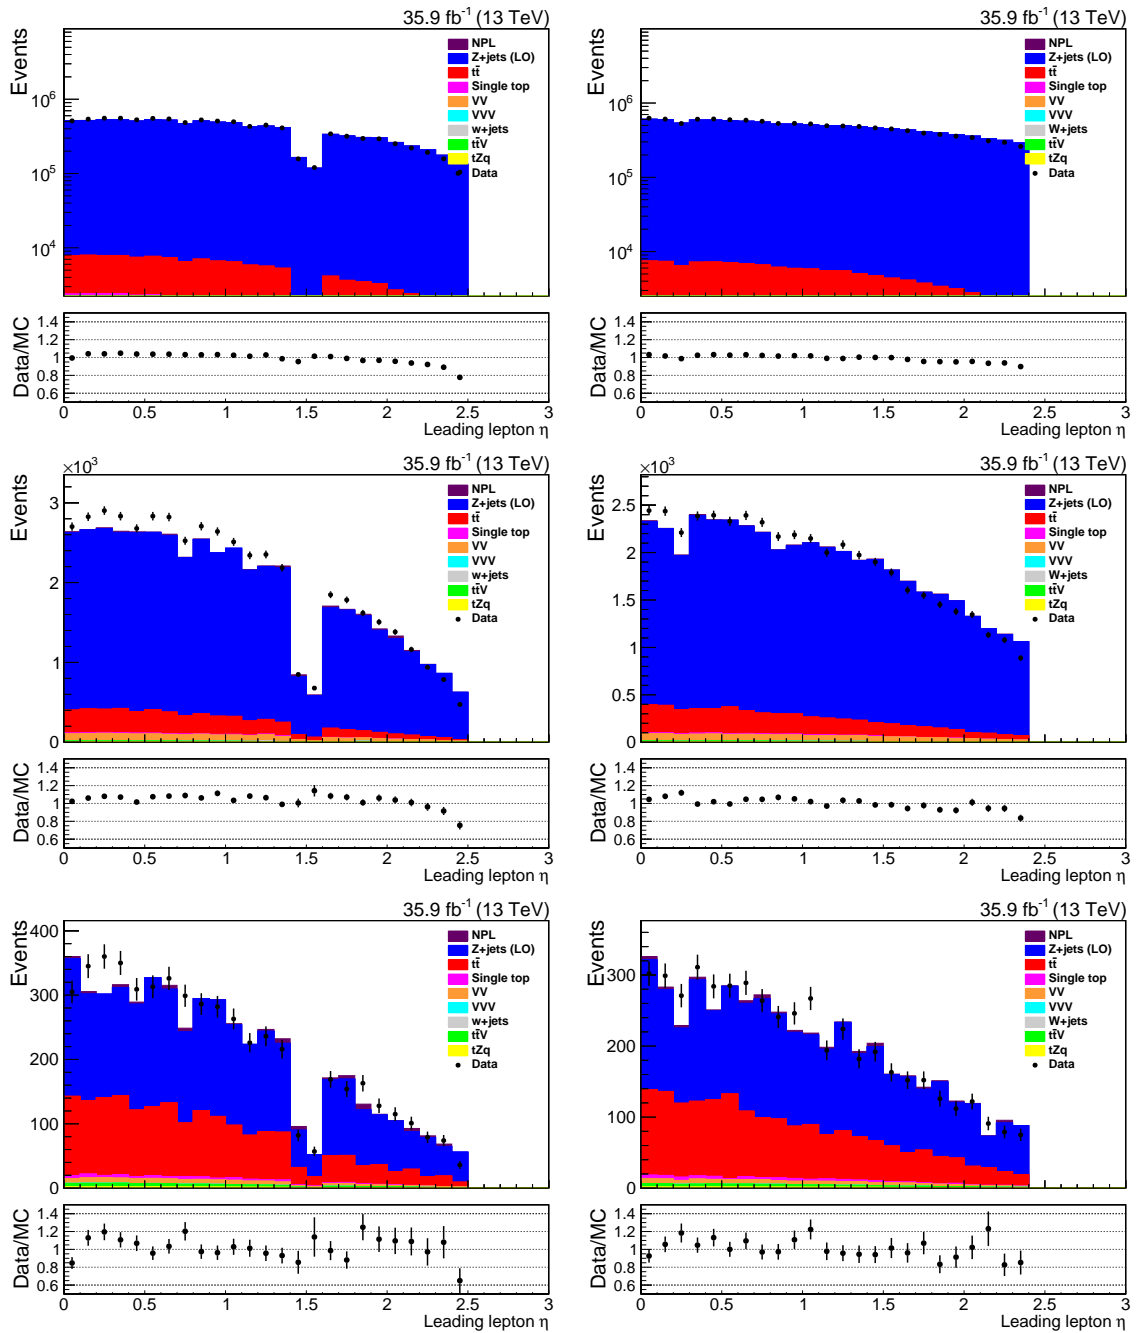 35.9 fb⁻¹ (13 TeV)
Events
10⁶
10⁵
10⁴
NPL
Z+jets (LO)
tt̄
Single top
VV
VVV
w+jets
tt̄V
tZq
Data
Data/MC
1.4
1.2
1
0.8
0.6
0 0.5 1 1.5 2 2.5 3
Leading lepton η
35.9 fb⁻¹ (13 TeV)
Events
10⁶
10⁵
10⁴
NPL
Z+jets (LO)
tt̄
Single top
VV
VVV
W+jets
tt̄V
tZq
Data
Data/MC
1.4
1.2
1
0.8
0.6
0 0.5 1 1.5 2 2.5 3
Leading lepton η
×10³
35.9 fb⁻¹ (13 TeV)
Events
3
2
1
0
NPL
Z+jets (LO)
tt̄
Single top
VV
VVV
w+jets
tt̄V
tZq
Data
Data/MC
1.4
1.2
1
0.8
0.6
0 0.5 1 1.5 2 2.5 3
Leading lepton η
×10³
35.9 fb⁻¹ (13 TeV)
Events
2.5
2
1.5
1
0.5
0
NPL
Z+jets (LO)
tt̄
Single top
VV
VVV
W+jets
tt̄V
tZq
Data
Data/MC
1.4
1.2
1
0.8
0.6
0 0.5 1 1.5 2 2.5 3
Leading lepton η
35.9 fb⁻¹ (13 TeV)
Events
400
300
200
100
0
NPL
Z+jets (LO)
tt̄
Single top
VV
VVV
w+jets
tt̄V
tZq
Data
Data/MC
1.4
1.2
1
0.8
0.6
0 0.5 1 1.5 2 2.5 3
Leading lepton η
35.9 fb⁻¹ (13 TeV)
Events
300
200
100
0
NPL
Z+jets (LO)
tt̄
Single top
VV
VVV
W+jets
tt̄V
tZq
Data
Data/MC
1.4
1.2
1
0.8
0.6
0 0.5 1 1.5 2 2.5 3
Leading lepton η